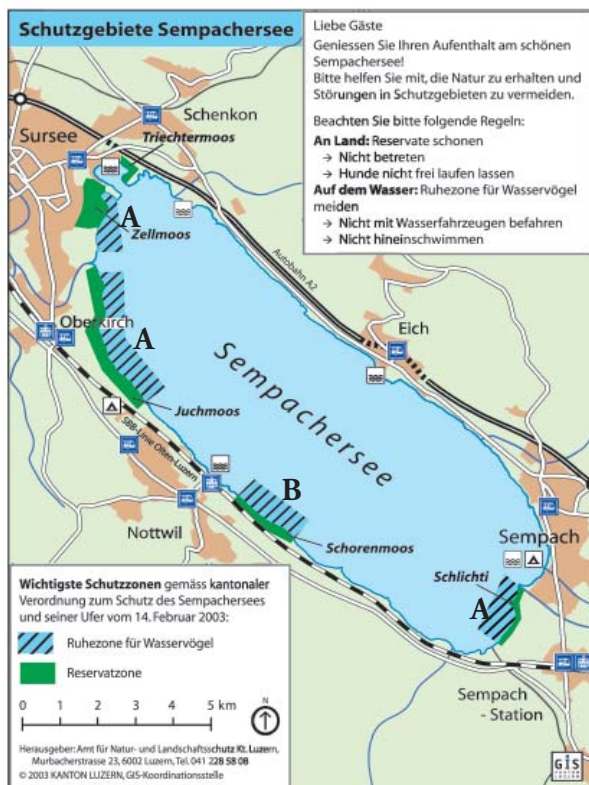 Schutzgebiete Sempachersee
Liebe Gäste
Geniessen Sie Ihren Aufenthalt am schönen
Sempachersee!
Bitte helfen Sie mit, die Natur zu erhalten und
Störungen in Schutzgebieten zu vermeiden.
Beachten Sie bitte folgende Regeln:
An Land: Reservate schonen
→ Nicht betreten
→ Hunde nicht frei laufen lassen
Auf dem Wasser: Ruhezone für Wasservögel
meiden
→ Nicht mit Wasserfahrzeugen befahren
→ Nicht hineinschwimmen
Schenkon
Sursee
Triechtermoos
A
Zellmoos
Autobahn A2
Oberkirch
A
Eich
Sempachersee
Juchmoos
SBB-Linie Olten-Luzern
B
Nottwil
Schorenmoos
Sempach
Schlichti
A
Sempach
- Station
Wichtigste Schutzzonen gemäss kantonaler
Verordnung zum Schutz des Sempachersees
und seiner Ufer vom 14. Februar 2003:
Ruhezone für Wasservögel
Reservatzone
0 1 2 3 4 5 km
N
Herausgeber: Amt für Natur- und Landschaftsschutz Kt. Luzern,
Murbacherstrasse 23, 6002 Luzern, Tel. 041 228 58 08
© 2003 KANTON LUZERN, GIS-Koordinationsstelle
GIS